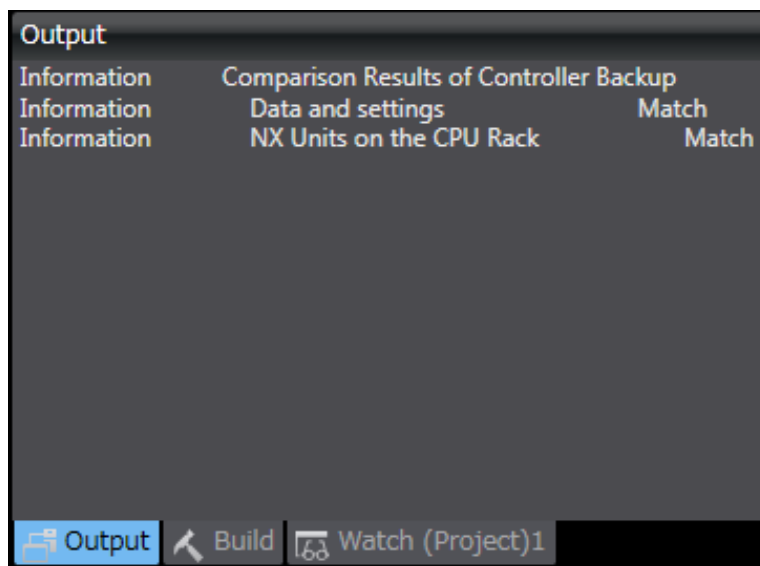 Output
Information Comparison Results of Controller Backup
Information Data and settings Match
Information NX Units on the CPU Rack Match
Output Build Watch (Project)1